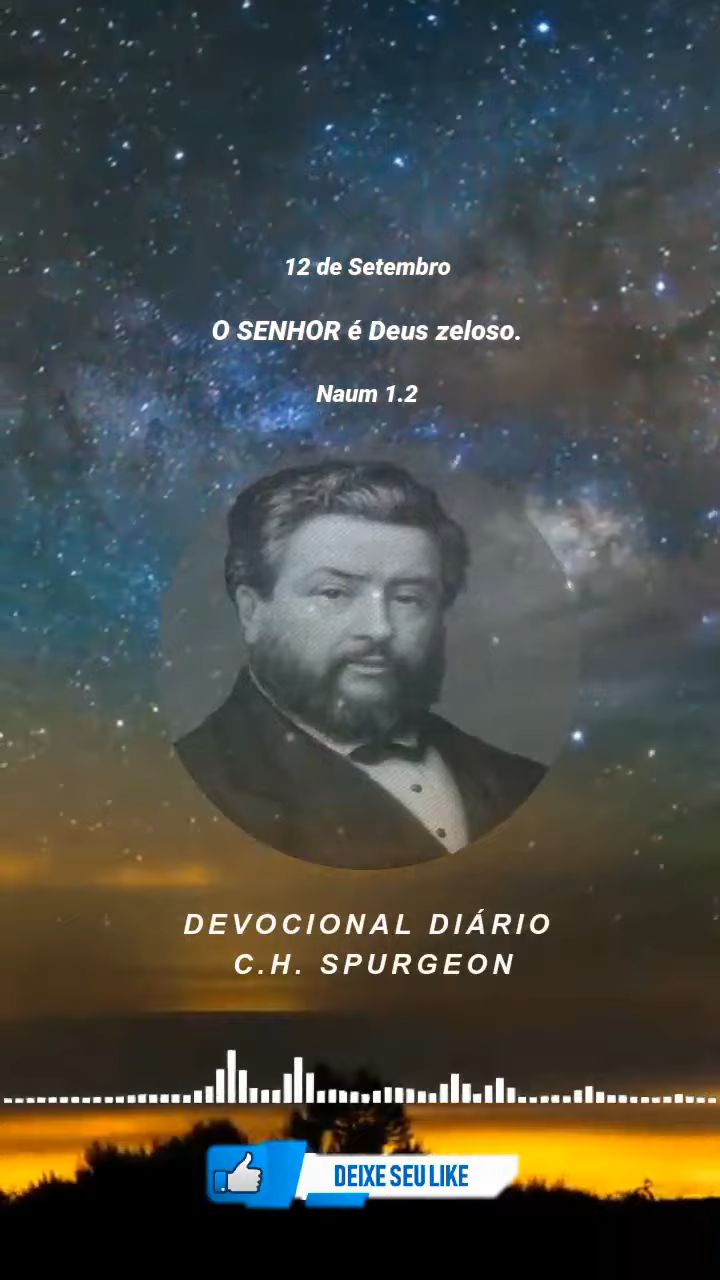 12 de Setembro
O SENHOR é Deus zeloso.
Naum 1.2
DEVOCIONAL DIÁRIO
C.H. SPURGEON
DEIXE SEU LIKE